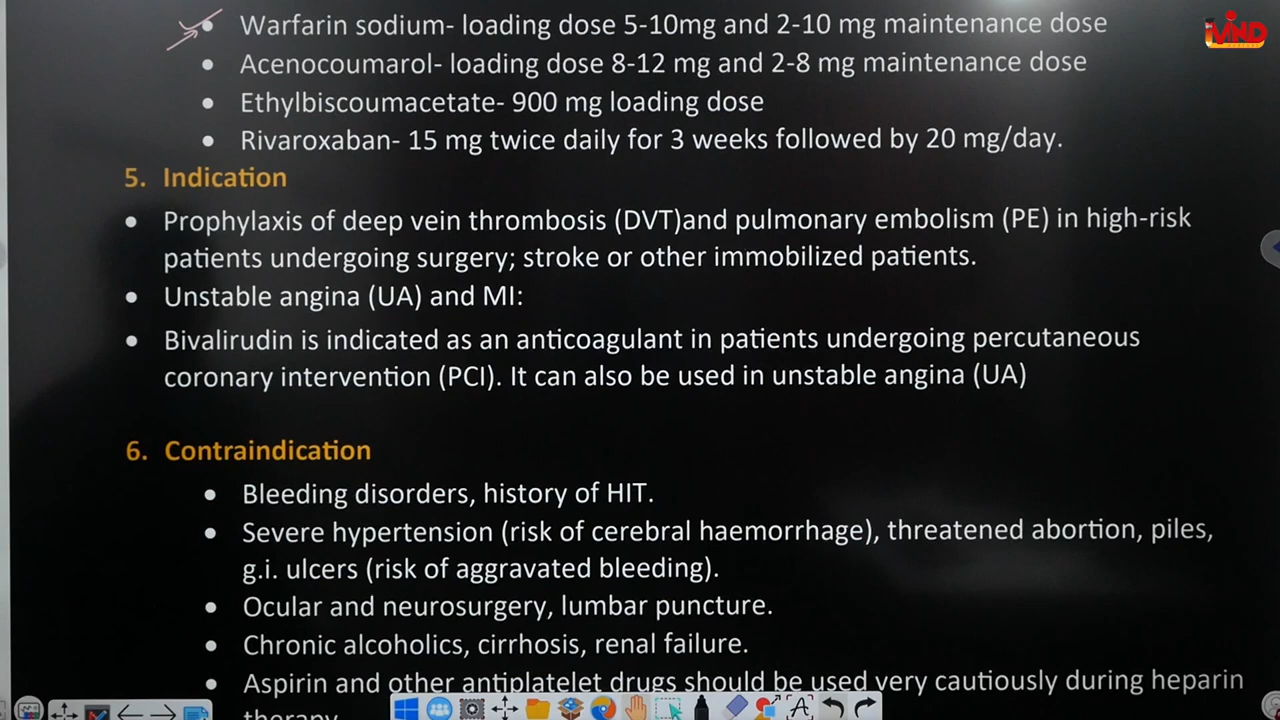 Warfarin sodium- loading dose 5-10mg and 2-10 mg maintenance dose
Acenocoumarol- loading dose 8-12 mg and 2-8 mg maintenance dose
Ethylbiscoumacetate- 900 mg loading dose
Rivaroxaban- 15 mg twice daily for 3 weeks followed by 20 mg/day.
5. Indication
Prophylaxis of deep vein thrombosis (DVT)and pulmonary embolism (PE) in high-risk
patients undergoing surgery; stroke or other immobilized patients.
Unstable angina (UA) and MI:
Bivalirudin is indicated as an anticoagulant in patients undergoing percutaneous
coronary intervention (PCI). It can also be used in unstable angina (UA)
6. Contraindication
Bleeding disorders, history of HIT.
Severe hypertension (risk of cerebral haemorrhage), threatened abortion, piles,
g.i. ulcers (risk of aggravated bleeding).
Ocular and neurosurgery, lumbar puncture.
Chronic alcoholics, cirrhosis, renal failure.
Aspirin and other antiplatelet drugs should be used very cautiously during heparin
therapy